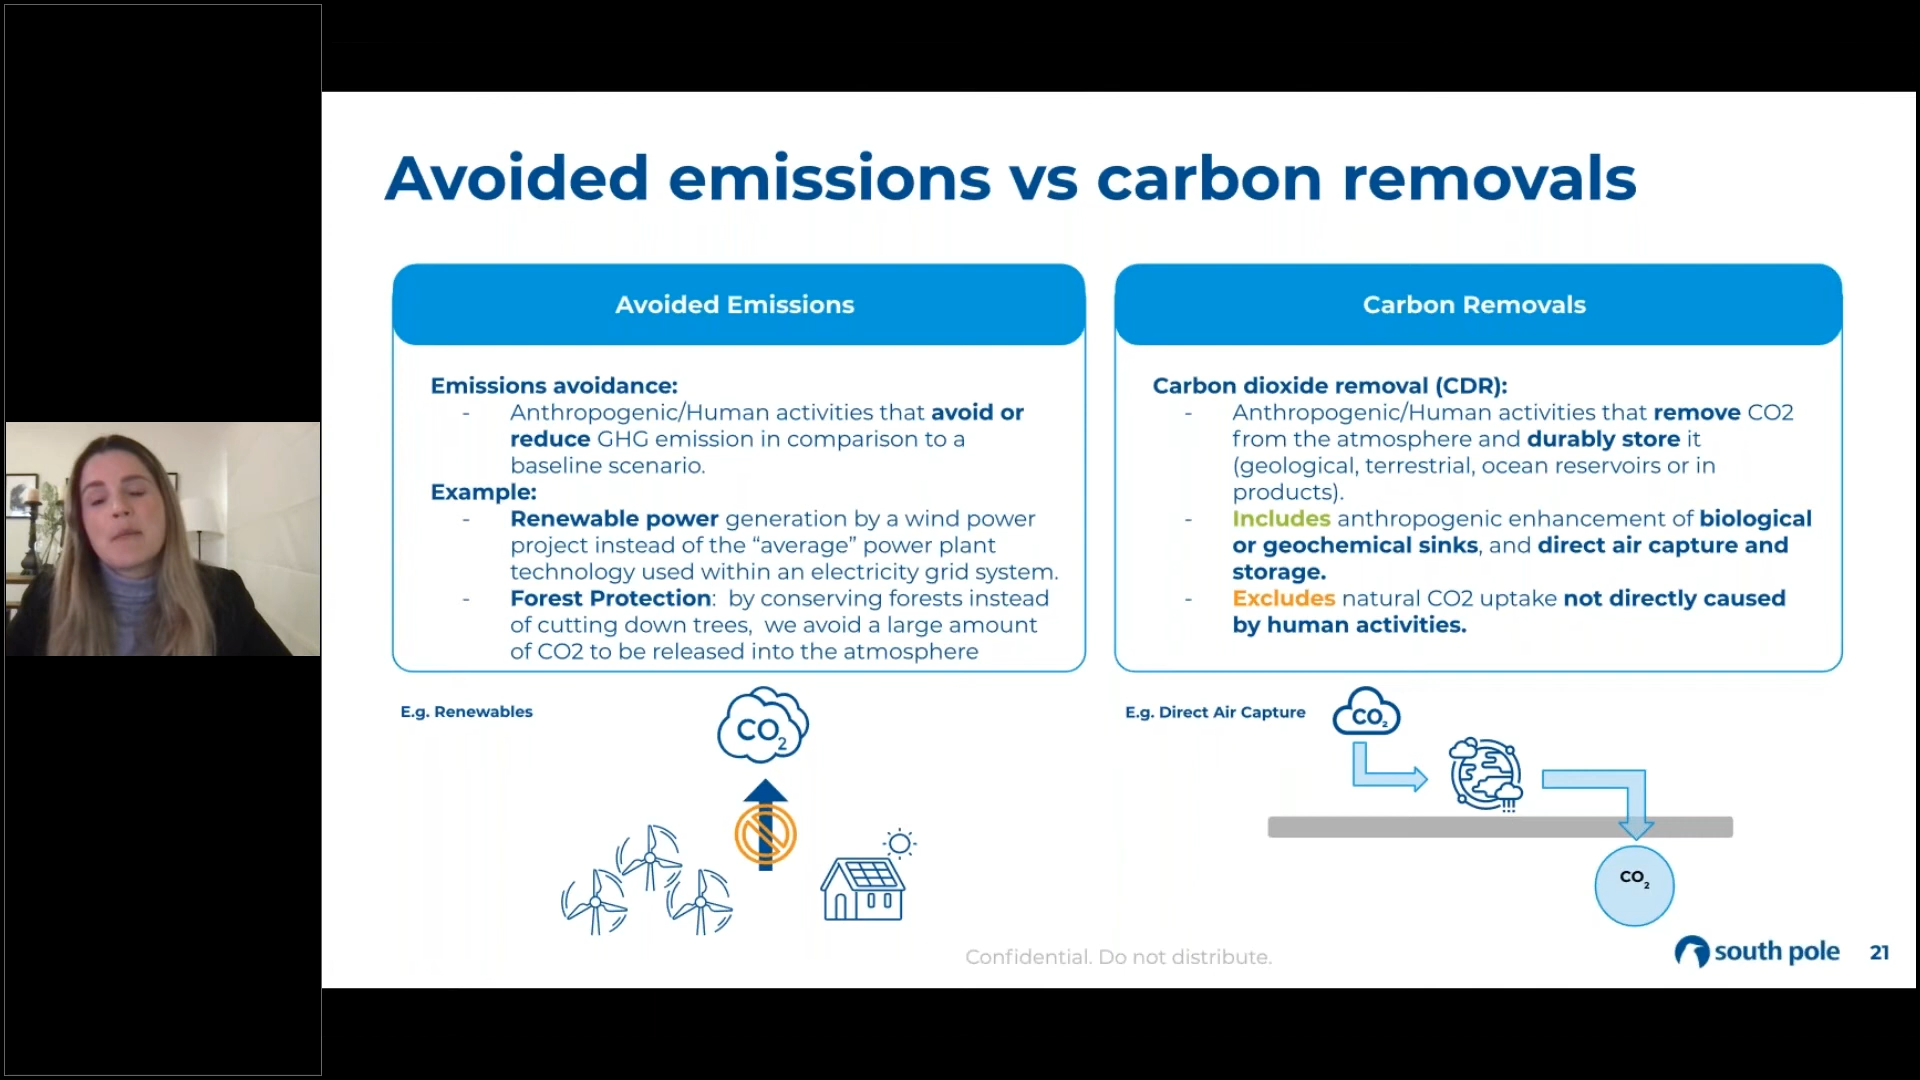 Avoided emissions vs carbon removals
Avoided Emissions
Emissions avoidance:
- Anthropogenic/Human activities that avoid or
reduce GHG emission in comparison to a
baseline scenario.
Example:
- Renewable power generation by a wind power
project instead of the “average” power plant
technology used within an electricity grid system.
- Forest Protection:  by conserving forests instead
of cutting down trees,  we avoid a large amount
of CO2 to be released into the atmosphere
E.g. Renewables
CO2
Carbon Removals
Carbon dioxide removal (CDR):
- Anthropogenic/Human activities that remove CO2
from the atmosphere and durably store it
(geological, terrestrial, ocean reservoirs or in
products).
- Includes anthropogenic enhancement of biological
or geochemical sinks, and direct air capture and
storage.
- Excludes natural CO2 uptake not directly caused
by human activities.
E.g. Direct Air Capture
CO2
CO2
Confidential. Do not distribute.
south pole
21